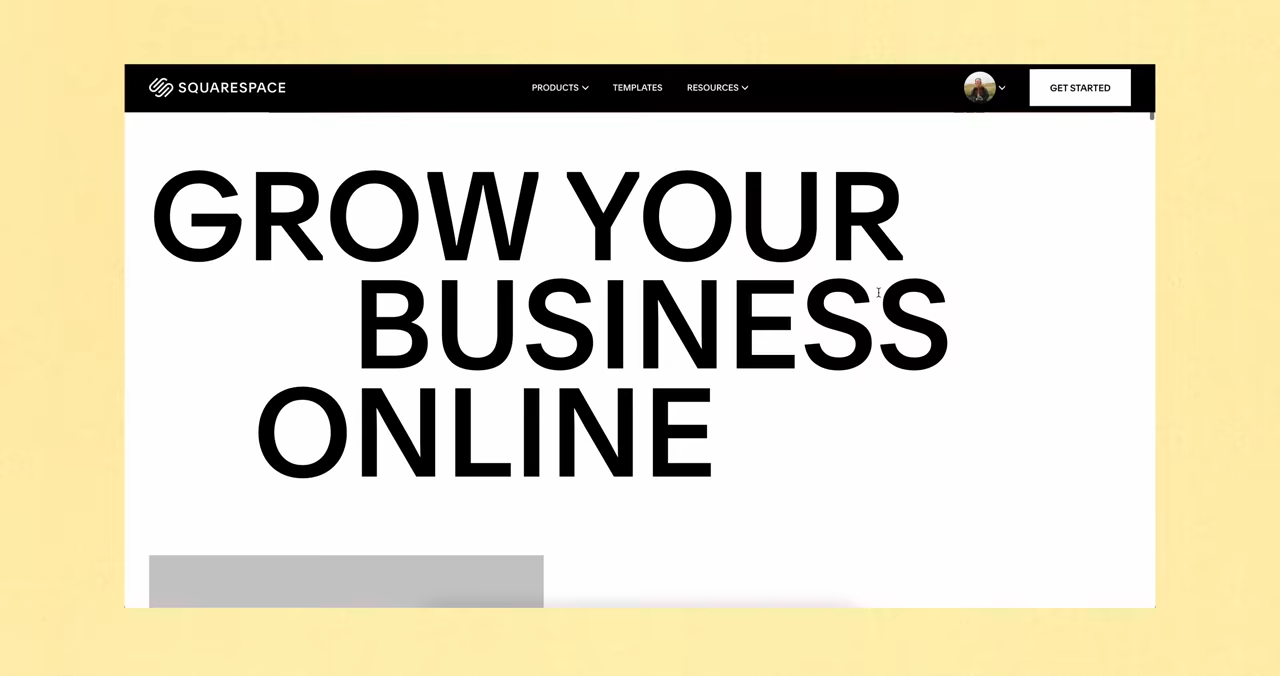 SQUARESPACE
PRODUCTS
TEMPLATES
RESOURCES
GET STARTED
GROW YOUR
BUSINESS
ONLINE